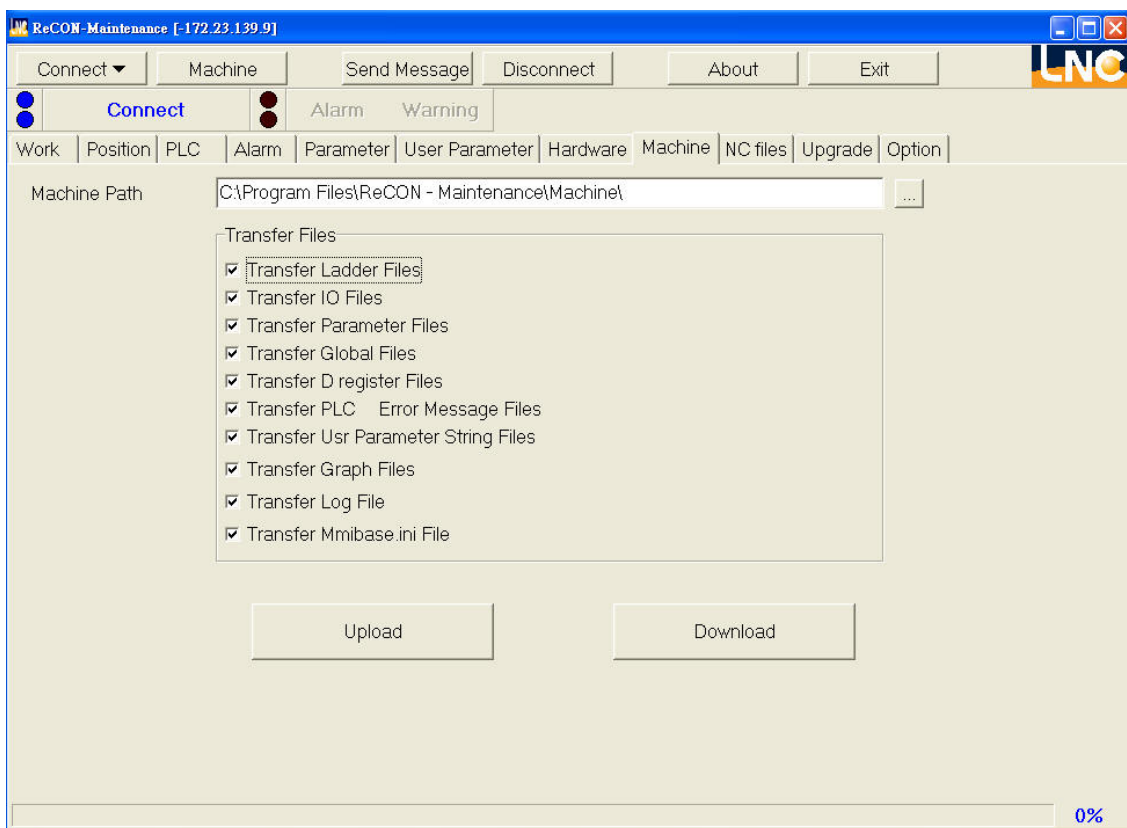 ReCON-Maintenance [-172.23.139.9]
Connect Machine Send Message Disconnect About Exit LNC
Connect Alarm Warning
Work Position PLC Alarm Parameter User Parameter Hardware Machine NC files Upgrade Option
Machine Path C:\Program Files\ReCON - Maintenance\Machine\ ...
Transfer Files
Transfer Ladder Files
Transfer IO Files
Transfer Parameter Files
Transfer Global Files
Transfer D register Files
Transfer PLC Error Message Files
Transfer Usr Parameter String Files
Transfer Graph Files
Transfer Log File
Transfer Mmibase.ini File
Upload Download
0%